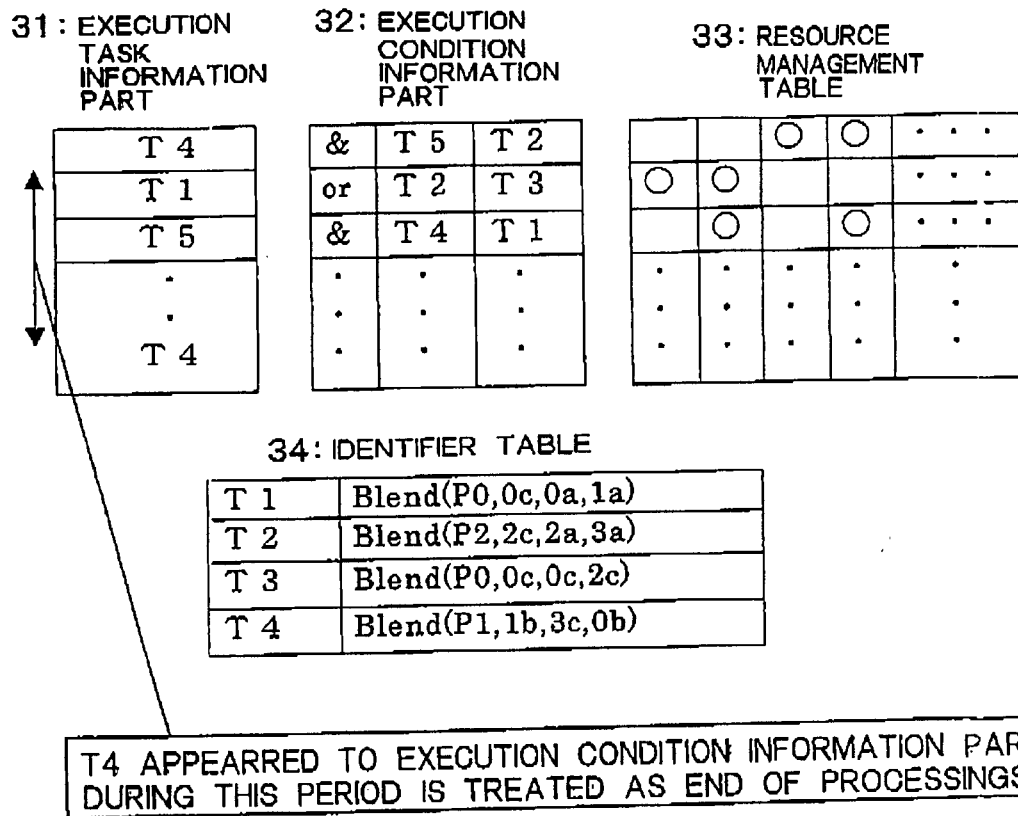 31: EXECUTION
TASK
INFORMATION
PART
32: EXECUTION
CONDITION
INFORMATION
PART
33: RESOURCE
MANAGEMENT
TABLE
T 4
T 1
T 5
T 4
& T 5 T 2
or T 2 T 3
& T 4 T 1
34: IDENTIFIER TABLE
T 1 Blend(P0,0c,0a,1a)
T 2 Blend(P2,2c,2a,3a)
T 3 Blend(P0,0c,0c,2c)
T 4 Blend(P1,1b,3c,0b)
T4 APPEARRED TO EXECUTION CONDITION INFORMATION PAR
DURING THIS PERIOD IS TREATED AS END OF PROCESSINGS